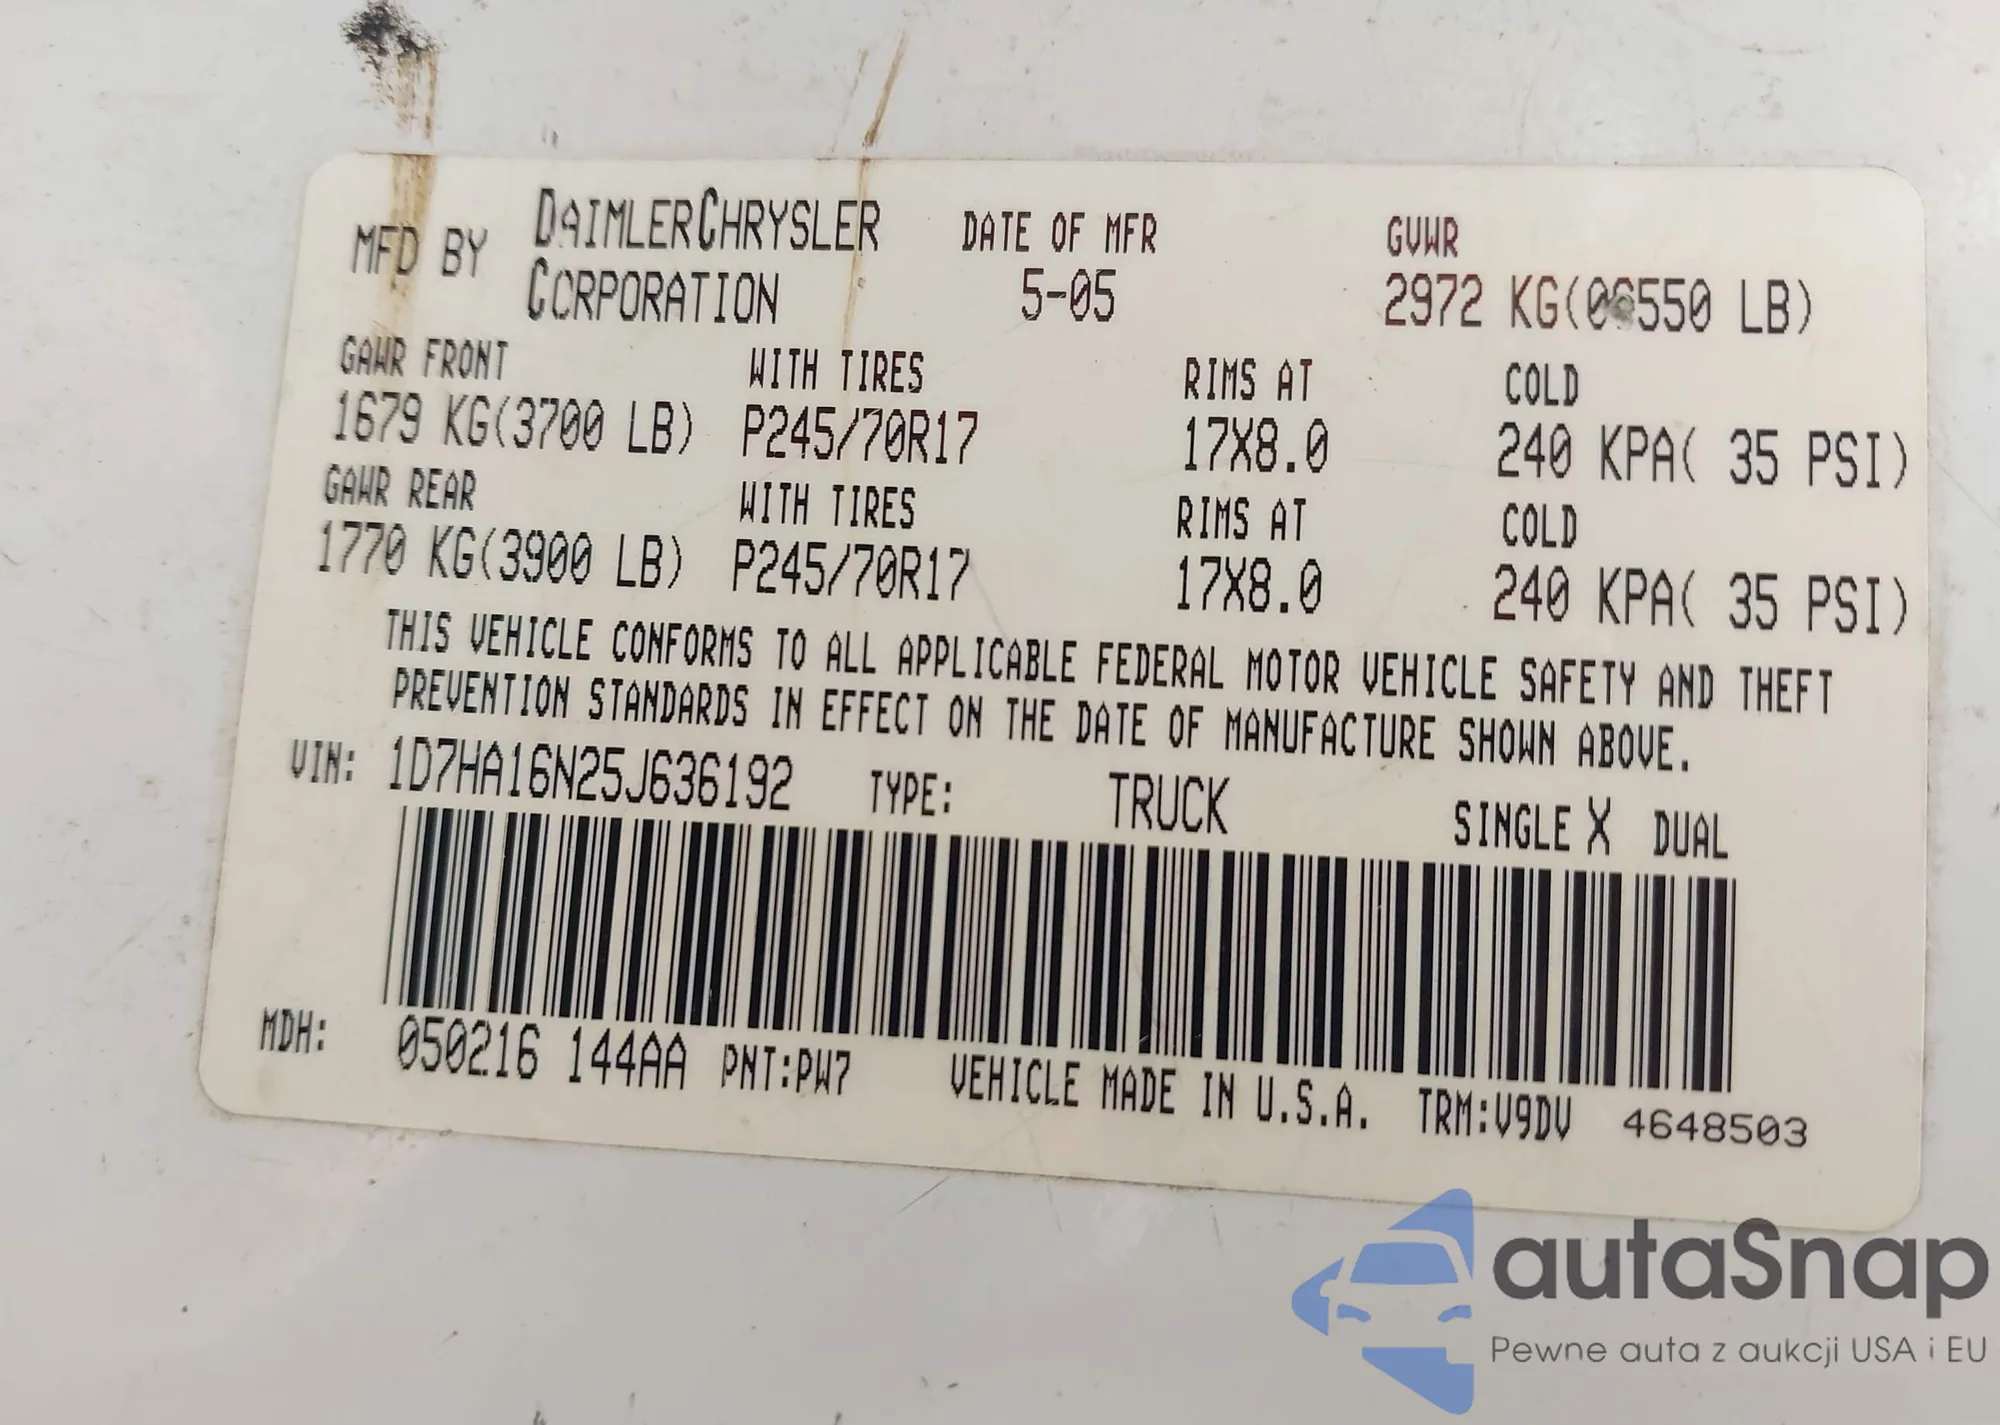 MFD BY DAIMLERCHRYSLER CORPORATION
DATE OF MFR 5-05
GVWR 2972 KG(06550 LB)
GAWR FRONT WITH TIRES RIMS AT COLD
1679 KG(3700 LB) P245/70R17 17X8.0 240 KPA( 35 PSI)
GAWR REAR WITH TIRES RIMS AT COLD
1770 KG(3900 LB) P245/70R17 17X8.0 240 KPA( 35 PSI)
THIS VEHICLE CONFORMS TO ALL APPLICABLE FEDERAL MOTOR VEHICLE SAFETY AND THEFT
PREVENTION STANDARDS IN EFFECT ON THE DATE OF MANUFACTURE SHOWN ABOVE.
VIN: 1D7HA16N25J636192 TYPE: TRUCK SINGLE X DUAL
MDH: 050216 144AA PNT:PW7 VEHICLE MADE IN U.S.A. TRM:V9DV 4648503
autaSnap
Pewne auta z aukcji USA i EU